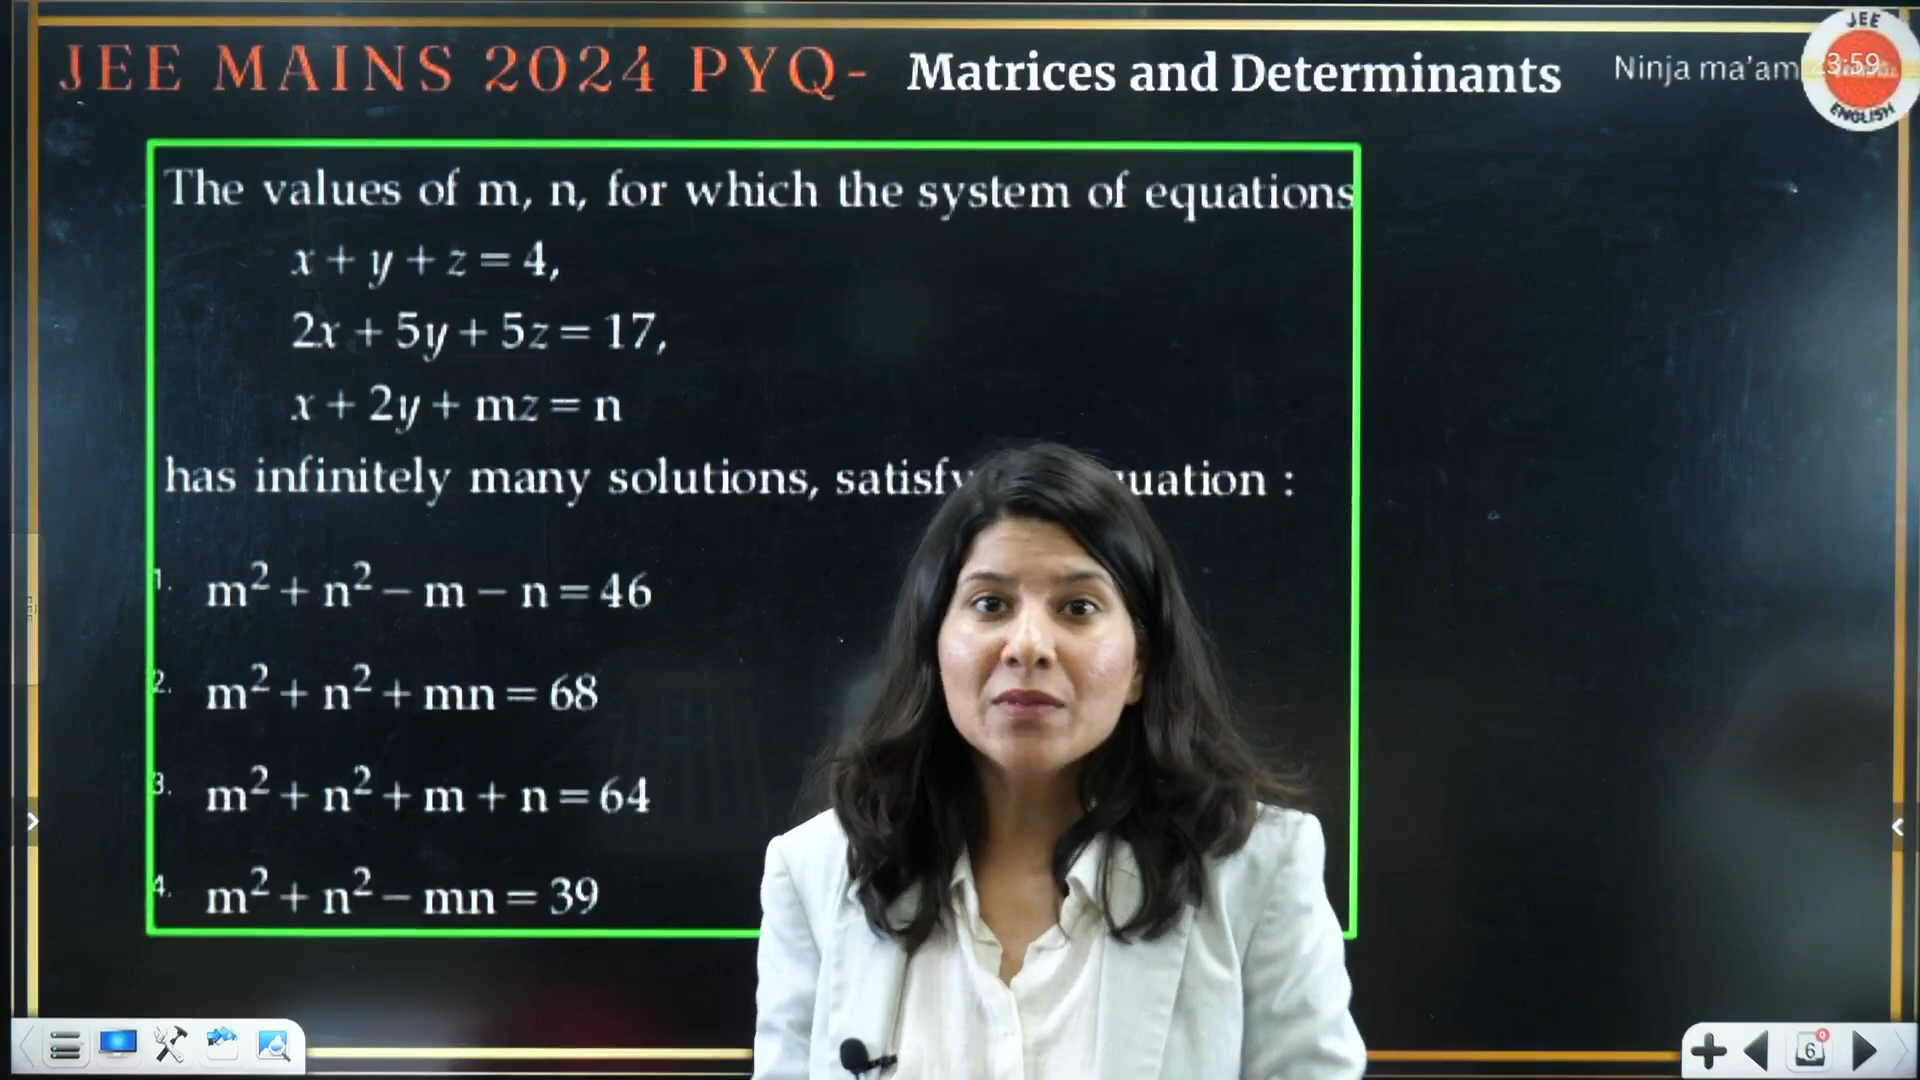 JEE MAINS 2024 PYQ- Matrices and Determinants
Ninja ma'am
3:59
JEE
ENGLISH
The values of m, n, for which the system of equations
x + y + z = 4,
2x + 5y + 5z = 17,
x + 2y + mz = n
has infinitely many solutions, :
1. m² + n² − m − n = 46
2. m² + n² + mn = 68
3. m² + n² + m + n = 64
4. m² + n² − mn = 39
6